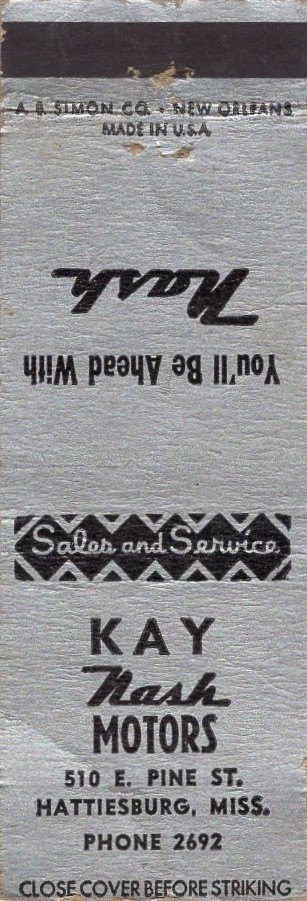 A. B. SIMON CO. • NEW ORLEANS
MADE IN U.S.A.
You'll Be Ahead With
Nash
Sales and Service
KAY
Nash
MOTORS
510 E. PINE ST.
HATTIESBURG, MISS.
PHONE 2692
CLOSE COVER BEFORE STRIKING